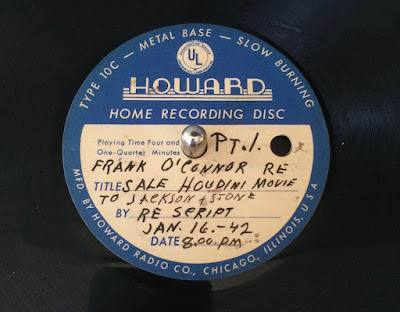 TYPE 10C — METAL BASE — SLOW BURNING
UL
H.O.W.A.R.D.
HOME RECORDING DISC
Playing Time Four and
One-Quarter Minutes
PT.1.
FRANK O'CONNOR RE
TITLE SALE HOUDINI MOVIE
TO JACKSON + STONE
BY RE SCRIPT
JAN. 16.-42
DATE 8.00 PM
MFD. BY HOWARD RADIO CO., CHICAGO, ILLINOIS, U.S.A.